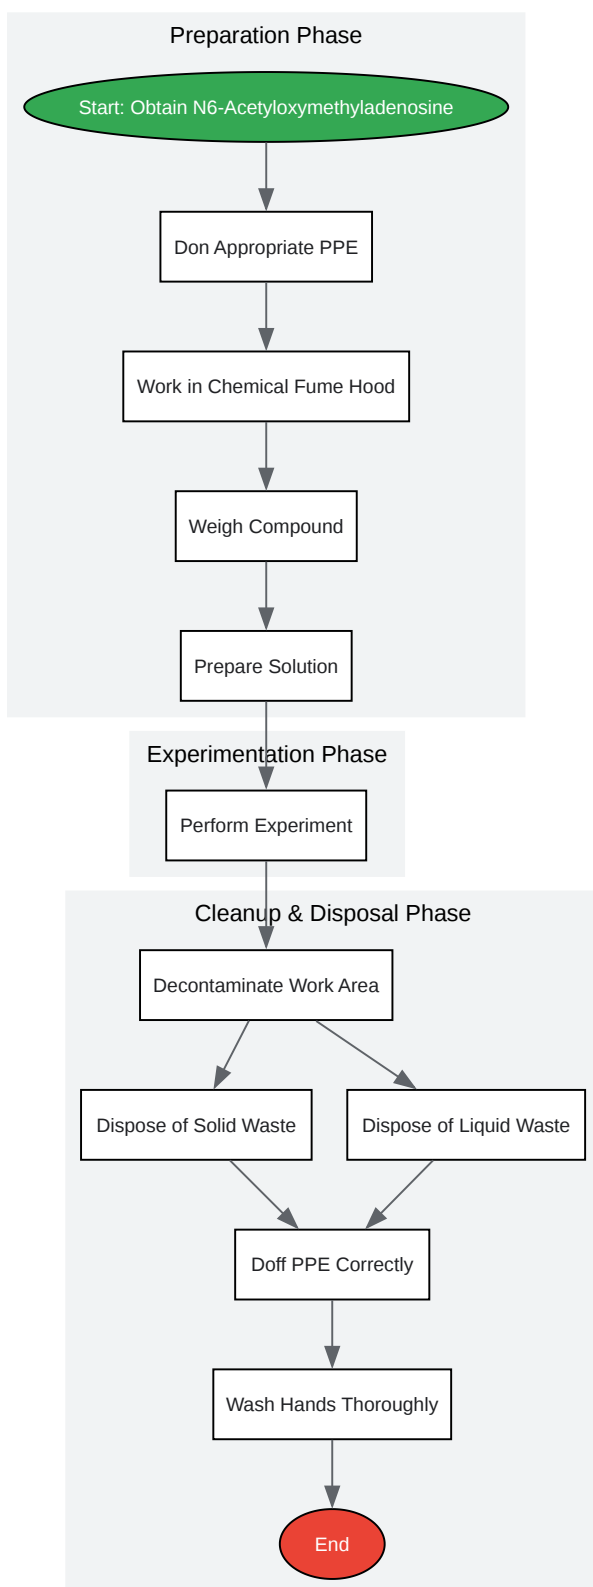 Preparation Phase
Start: Obtain N6-Acetyloxymethyladenosine
Don Appropriate PPE
Work in Chemical Fume Hood
Weigh Compound
Prepare Solution
Experimentation Phase
Perform Experiment
Cleanup & Disposal Phase
Decontaminate Work Area
Dispose of Solid Waste
Dispose of Liquid Waste
Doff PPE Correctly
Wash Hands Thoroughly
End